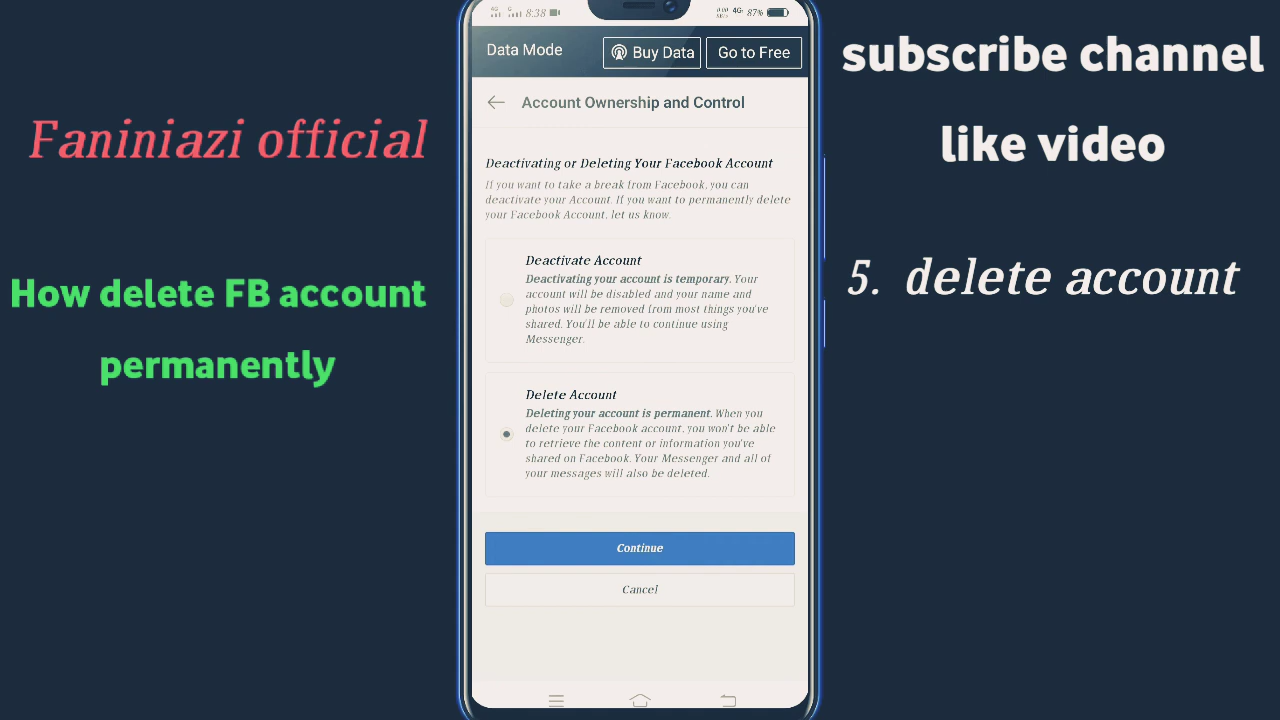 Faniniazi official
How delete FB account
permanently
4G G 8:38 4G 87%
Data Mode Buy Data Go to Free
Account Ownership and Control
Deactivating or Deleting Your Facebook Account
If you want to take a break from Facebook, you can
deactivate your Account. If you want to permanently delete
your Facebook Account, let us know.
Deactivate Account
Deactivating your account is temporary. Your
account will be disabled and your name and
photos will be removed from most things you've
shared. You'll be able to continue using
Messenger.
Delete Account
Deleting your account is permanent. When you
delete your Facebook account, you won't be able
to retrieve the content or information you've
shared on Facebook. Your Messenger and all of
your messages will also be deleted.
Continue
Cancel
subscribe channel
like video
5. delete account